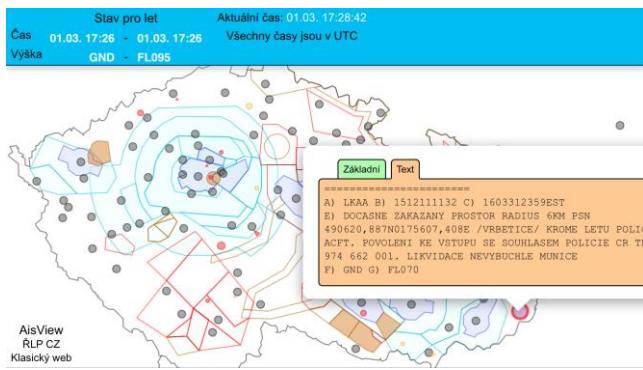 Stav pro let
Aktuální čas: 01.03. 17:28:42
Čas 01.03. 17:26 - 01.03. 17:26
Všechny časy jsou v UTC
Výška GND - FL095
Základní Text
=======================
A) LKAA B) 1512111132 C) 1603312359EST
E) DOCASNE ZAKAZANY PROSTOR RADIUS 6KM PSN
490620,887N0175607,408E /VRBETICE/ KROME LETU POLIC
ACFT. POVOLENI KE VSTUPU SE SOUHLASEM POLICIE CR TE
974 662 001. LIKVIDACE NEVYBUCHLE MUNICE
F) GND G) FL070
AisView
ŘLP CZ
Klasický web